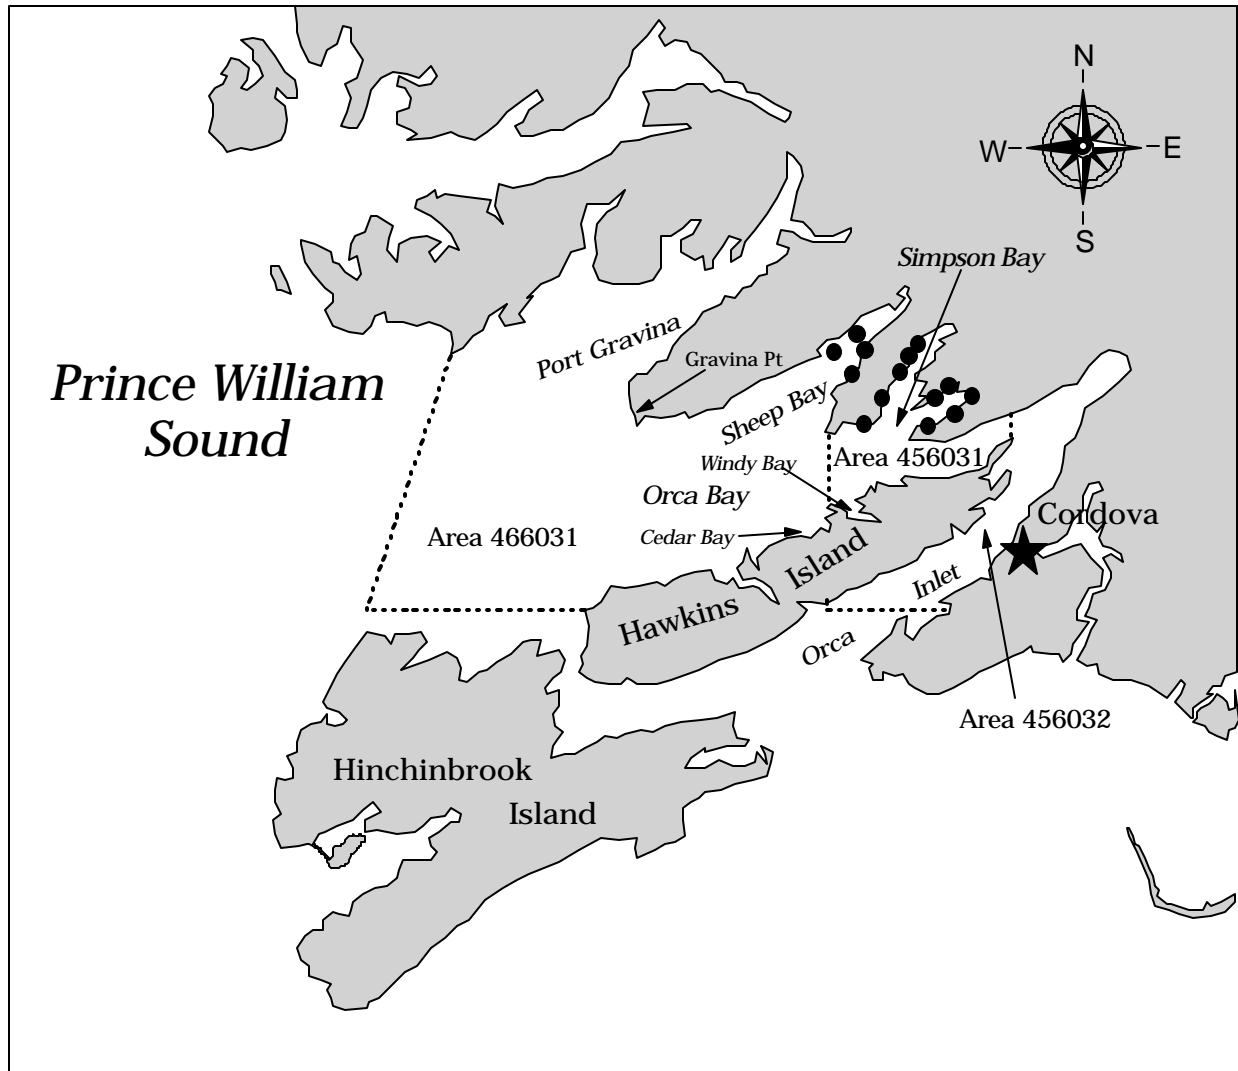 N
W
E
S
Simpson Bay
Port Gravina
Gravina Pt
Prince William
Sound
Sheep Bay
Windy Bay
Area 456031
Orca Bay
Cordova
Area 466031
Cedar Bay
Island
Inlet
Hawkins
Orca
Area 456032
Hinchinbrook
Island